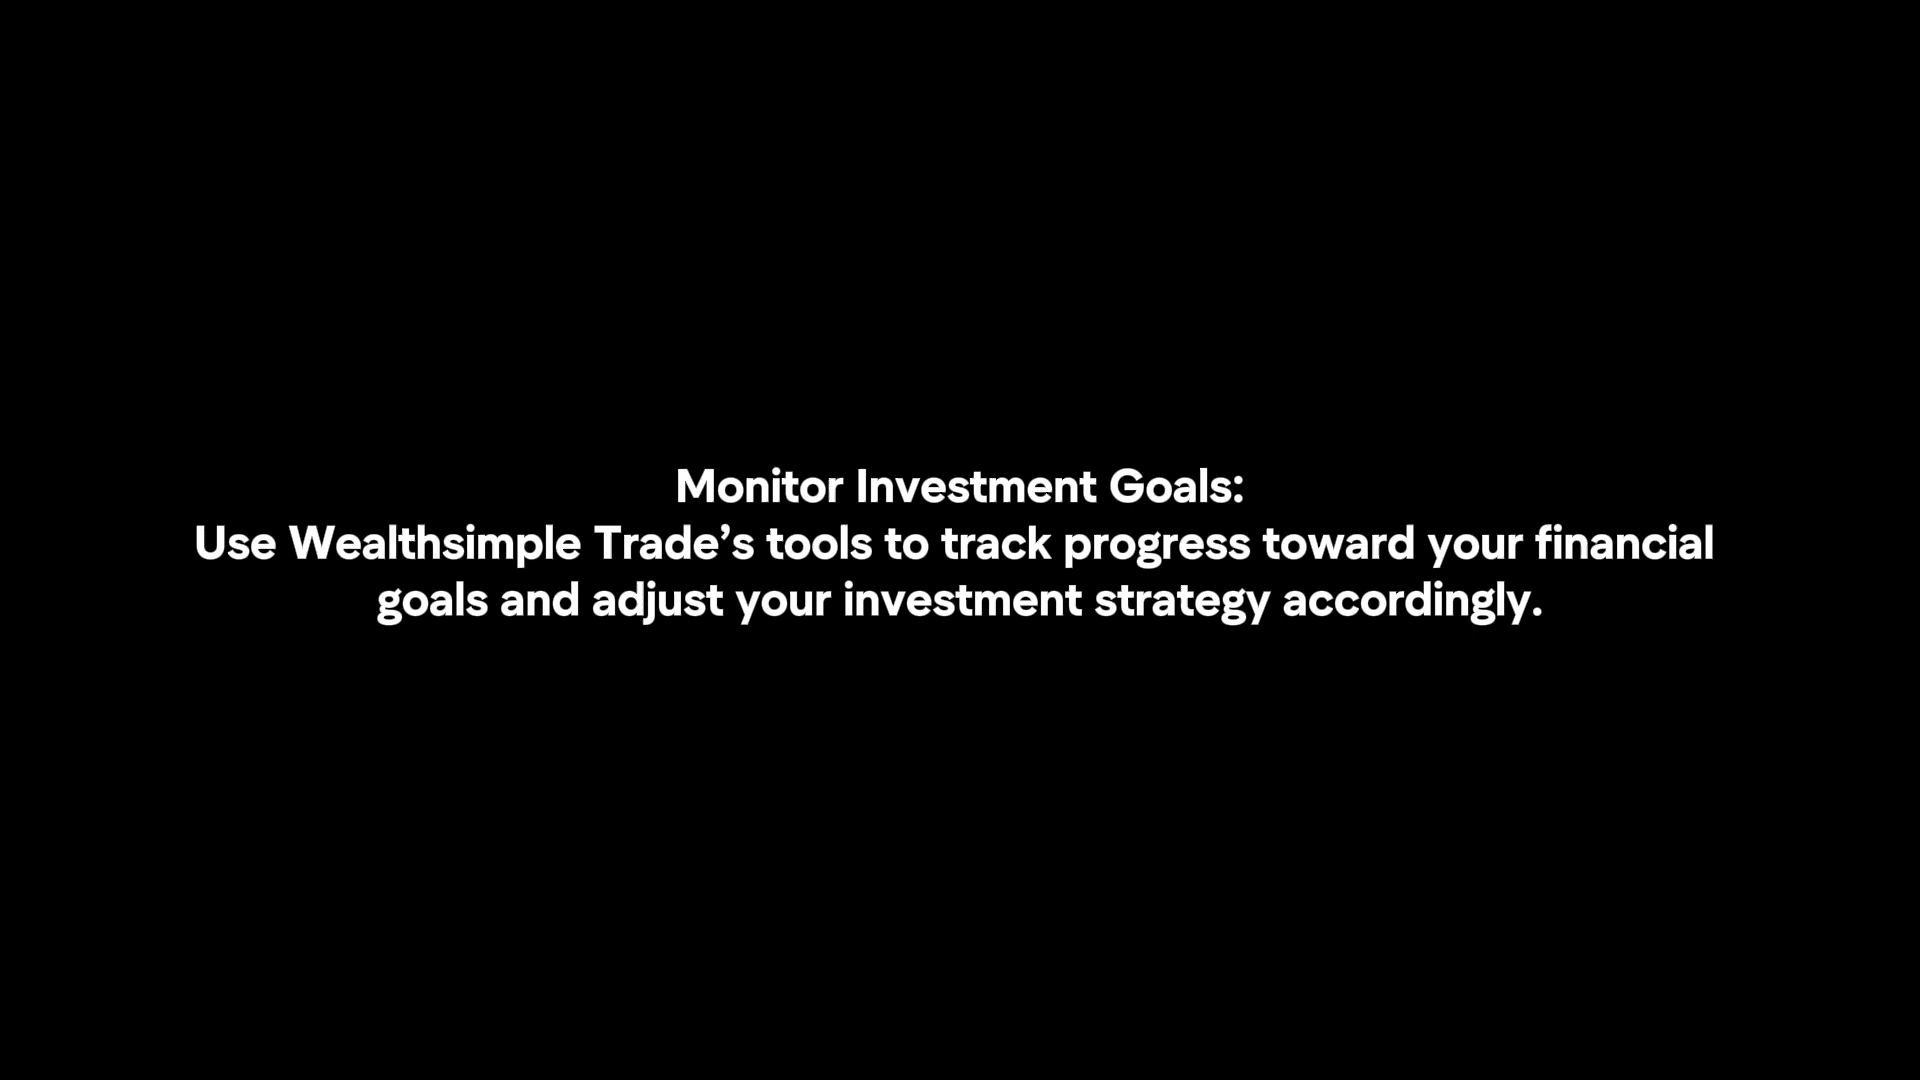 Monitor Investment Goals:
Use Wealthsimple Trade’s tools to track progress toward your financial
goals and adjust your investment strategy accordingly.